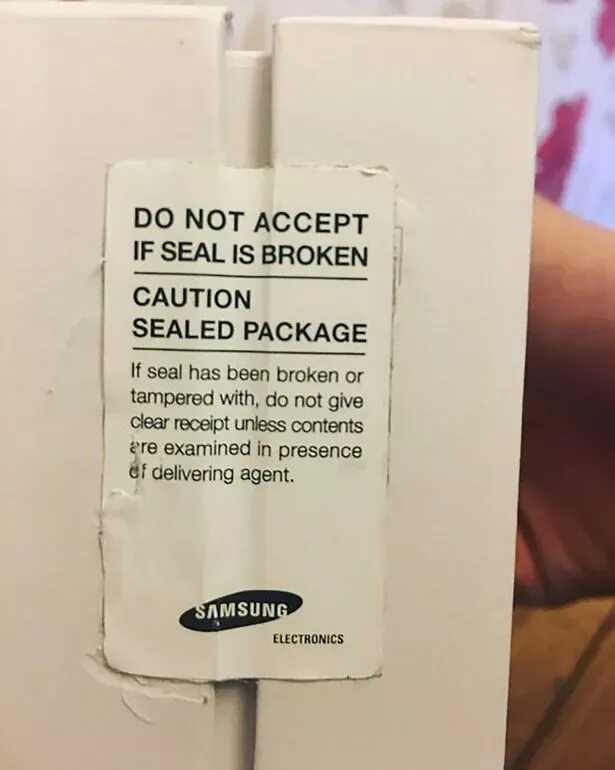 DO NOT ACCEPT
IF SEAL IS BROKEN
CAUTION
SEALED PACKAGE
If seal has been broken or
tampered with, do not give
clear receipt unless contents
are examined in presence
of delivering agent.
SAMSUNG
ELECTRONICS